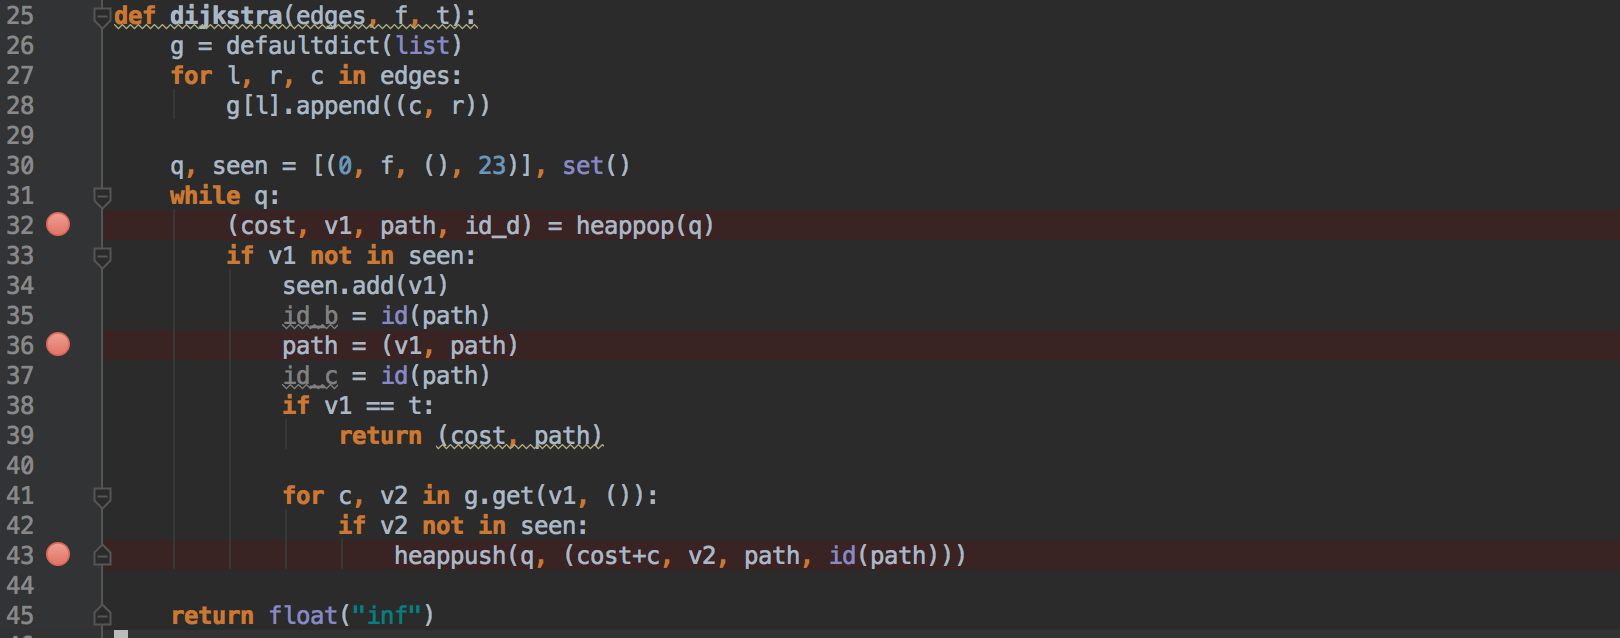 25 def dijkstra(edges, f, t):
26     g = defaultdict(list)
27     for l, r, c in edges:
28         g[l].append((c, r))
29
30     q, seen = [(0, f, (), 23)], set()
31     while q:
32         (cost, v1, path, id_d) = heappop(q)
33         if v1 not in seen:
34             seen.add(v1)
35             id_b = id(path)
36             path = (v1, path)
37             id_c = id(path)
38             if v1 == t:
39                 return (cost, path)
40
41             for c, v2 in g.get(v1, ()):
42                 if v2 not in seen:
43                     heappush(q, (cost+c, v2, path, id(path)))
44
45     return float("inf")